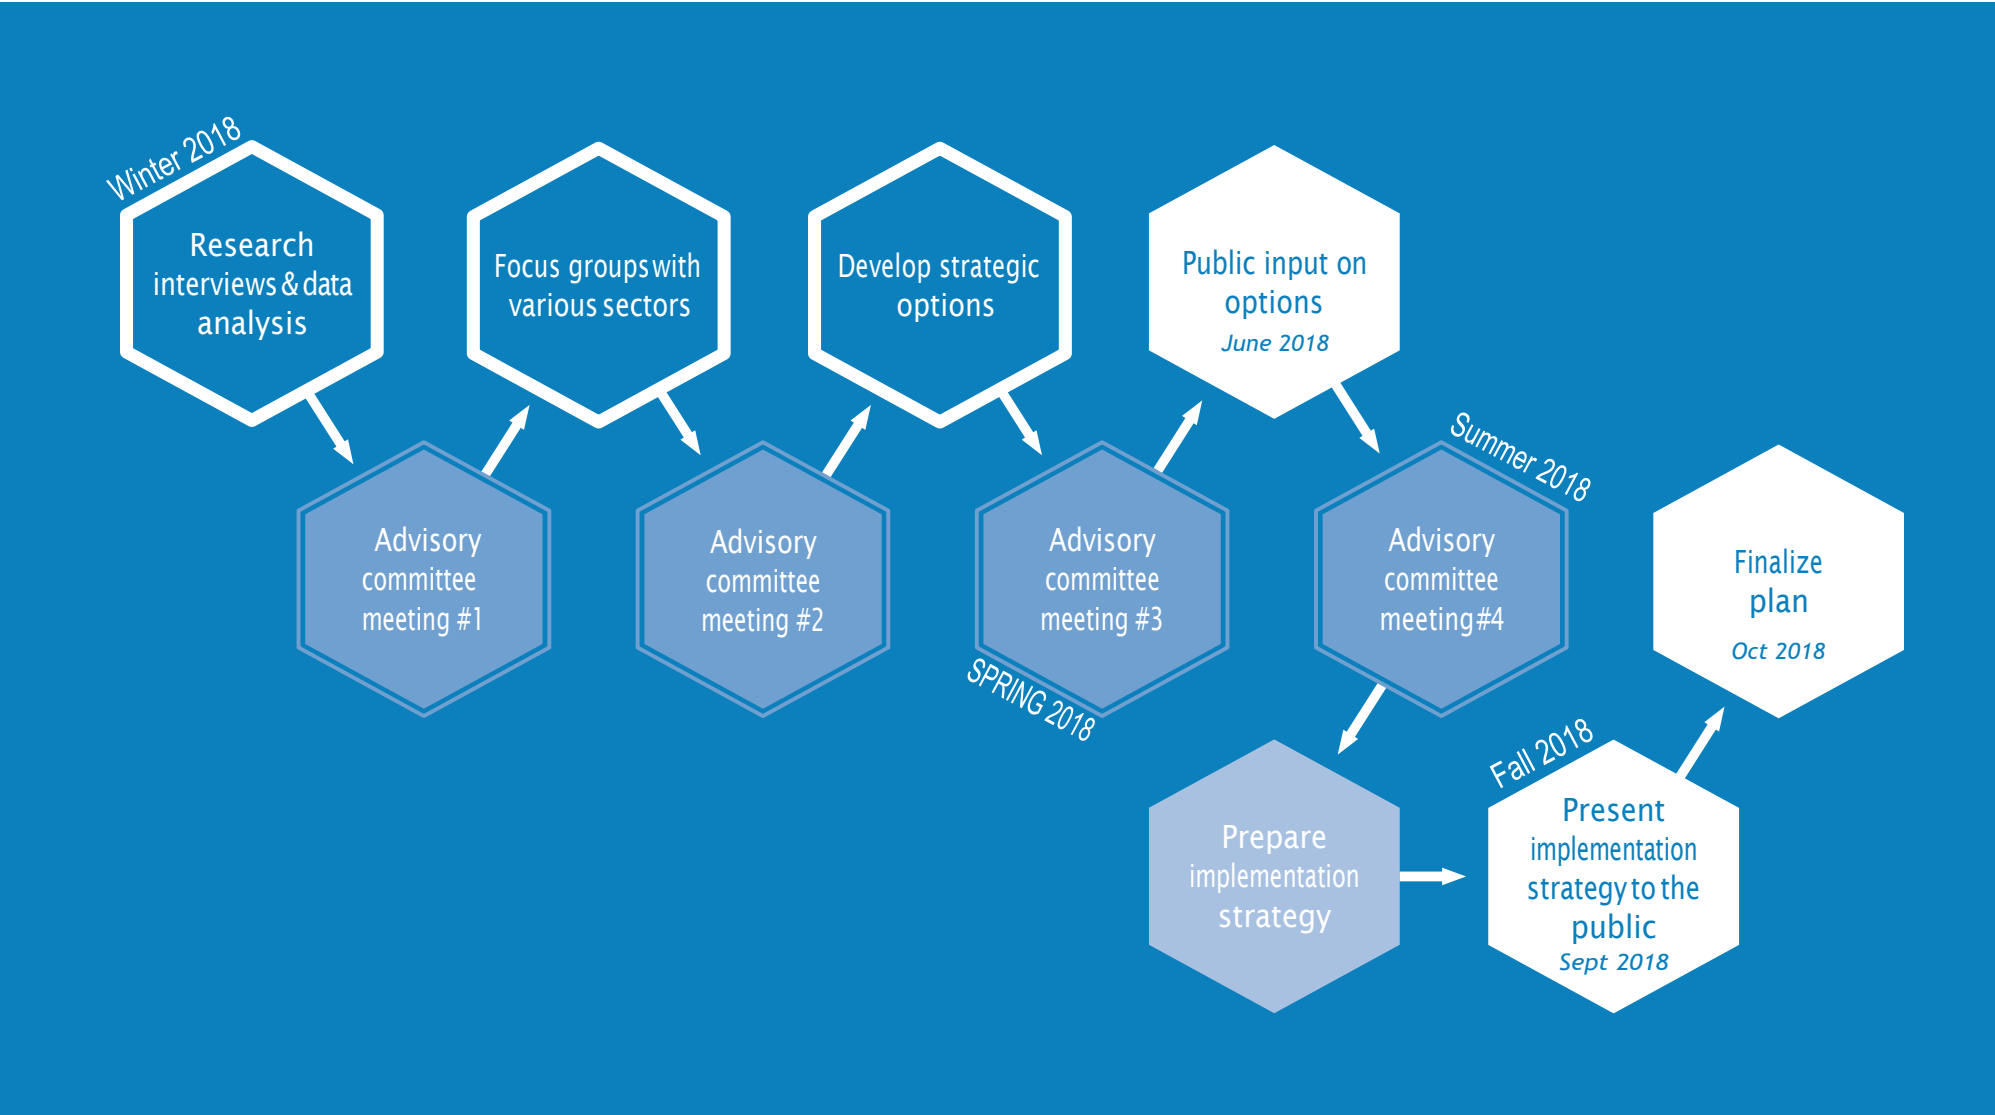 Winter 2018
Research
interviews & data
analysis
Advisory
committee
meeting #1
Focus groups with
various sectors
Advisory
committee
meeting #2
Develop strategic
options
Advisory
committee
meeting #3
SPRING 2018
Public input on
options
June 2018
Summer 2018
Advisory
committee
meeting #4
Prepare
implementation
strategy
Fall 2018
Present
implementation
strategy to the
public
Sept 2018
Finalize
plan
Oct 2018